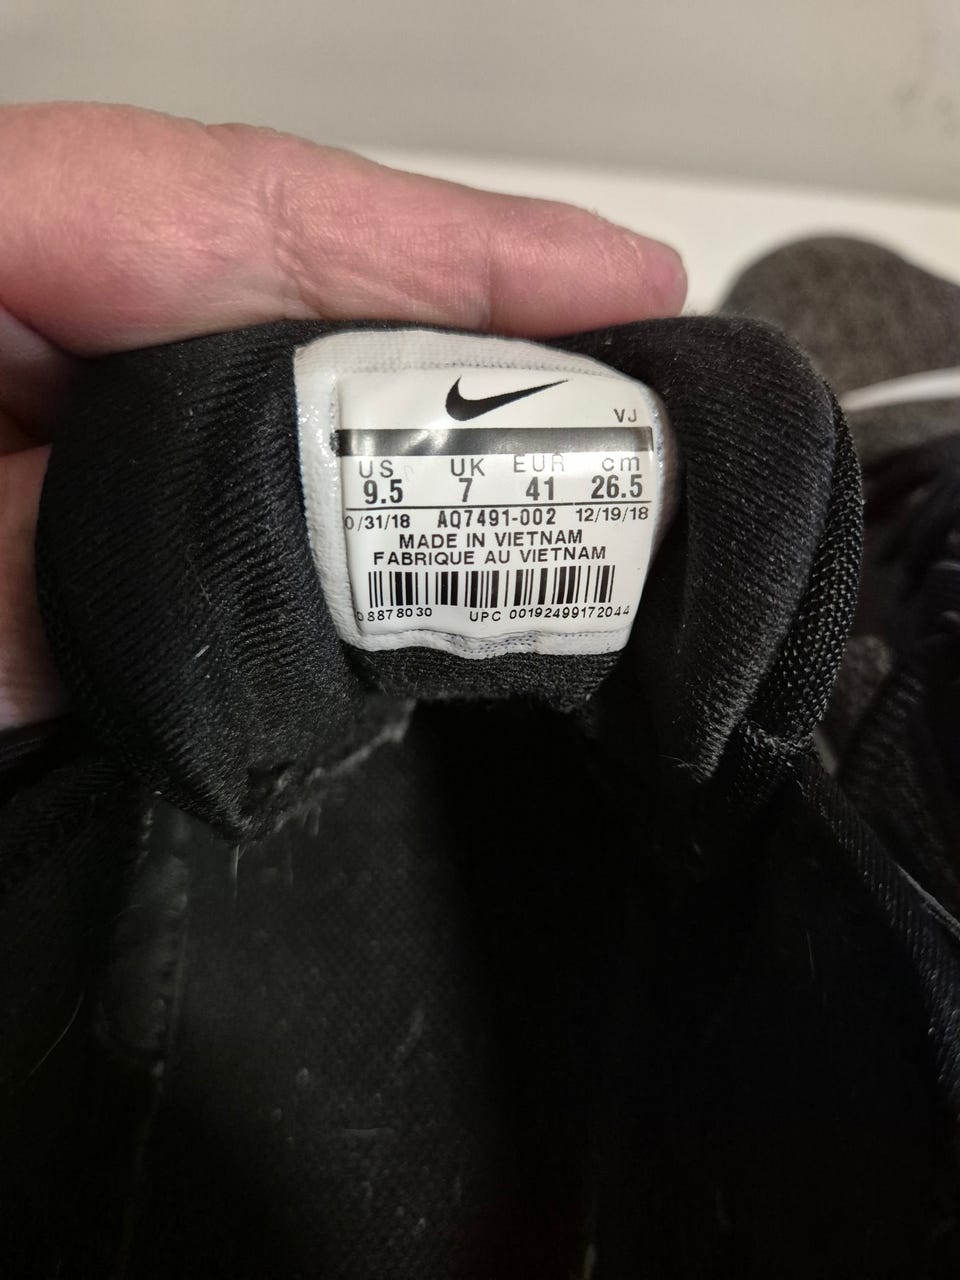 VJ
US UK EUR cm
9.5 7 41 26.5
0/31/18 AQ7491-002 12/19/18
MADE IN VIETNAM
FABRIQUE AU VIETNAM
08878030 UPC 00192499172044